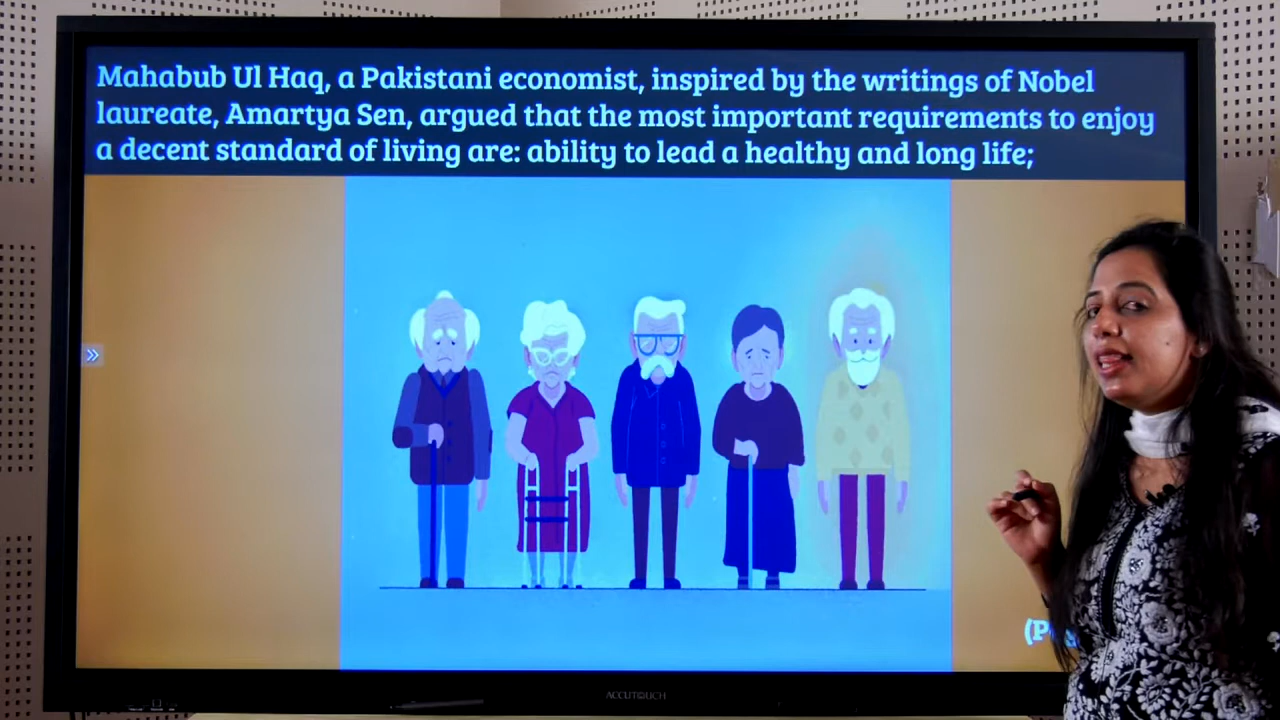 Mahabub Ul Haq, a Pakistani economist, inspired by the writings of Nobel
laureate, Amartya Sen, argued that the most important requirements to enjoy
a decent standard of living are: ability to lead a healthy and long life;
ACCUTOUCH